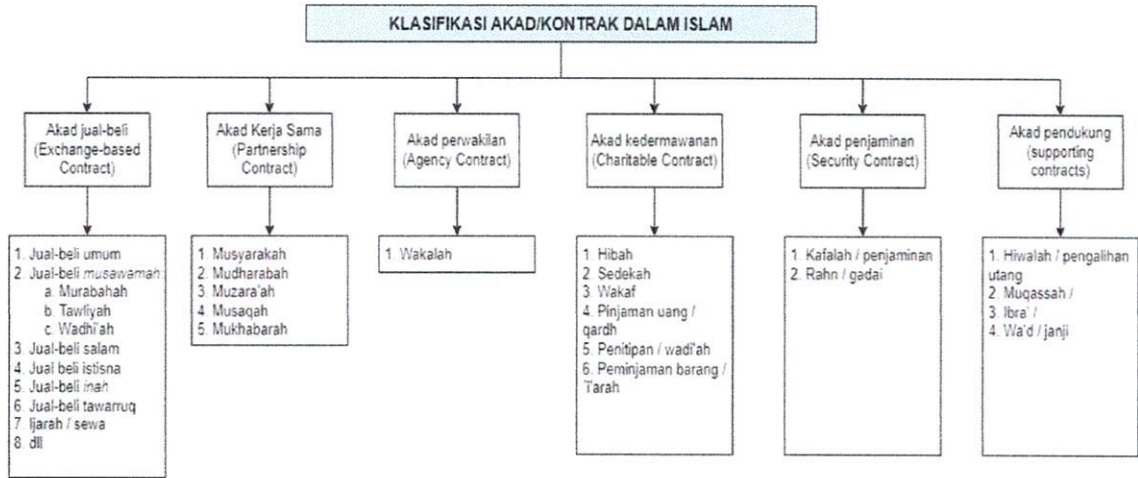 KLASIFIKASI AKAD/KONTRAK DALAM ISLAM
Akad jual-beli
(Exchange-based
Contract)
Akad Kerja Sama
(Partnership
Contract)
Akad perwakilan
(Agency Contract)
Akad kedermawanan
(Charitable Contract)
Akad penjaminan
(Security Contract)
Akad pendukung
(supporting
contracts)
1. Jual-beli umum
2. Jual-beli musawamah
a. Murabahah
b. Tawliyah
c. Wadhi'ah
3. Jual-beli salam
4. Jual beli istisna
5. Jual-beli inah
6. Jual-beli tawarruq
7. Ijarah / sewa
8. dll
1. Musyarakah
2. Mudharabah
3. Muzara'ah
4. Musaqah
5. Mukhabarah
1. Wakalah
1. Hibah
2. Sedekah
3. Wakaf
4. Pinjaman uang /
qardh
5. Penitipan / wadi'ah
6. Peminjaman barang /
'i'arah
1. Kafalah / penjaminan
2. Rahn / gadai
1. Hiwalah / pengalihan
utang
2. Muqassah /
3. Ibra' /
4. Wa'd / janji